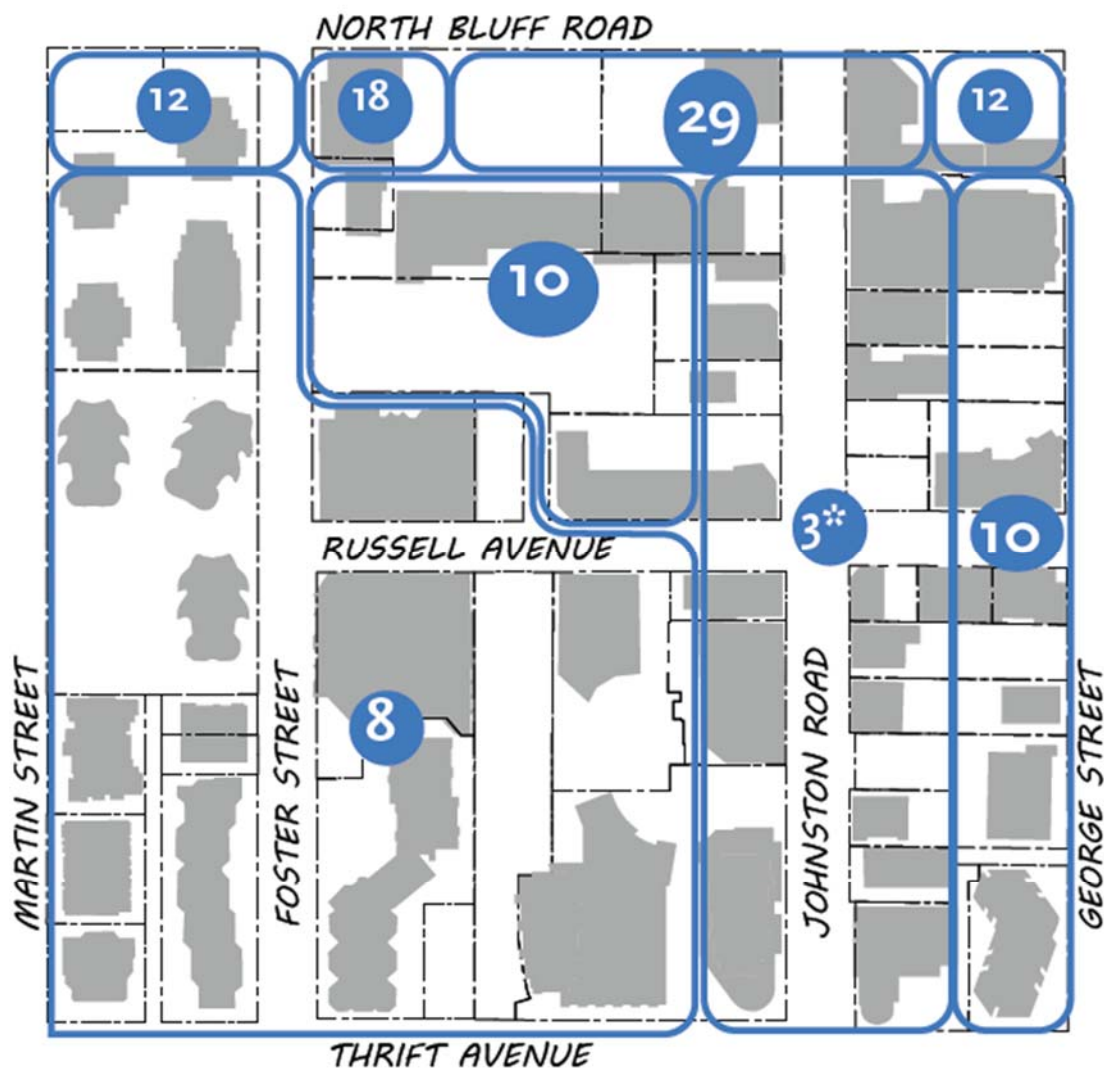 NORTH BLUFF ROAD
12
18
29
12
10
RUSSELL AVENUE
3*
10
MARTIN STREET
FOSTER STREET
8
JOHNSTON ROAD
GEORGE STREET
THRIFT AVENUE